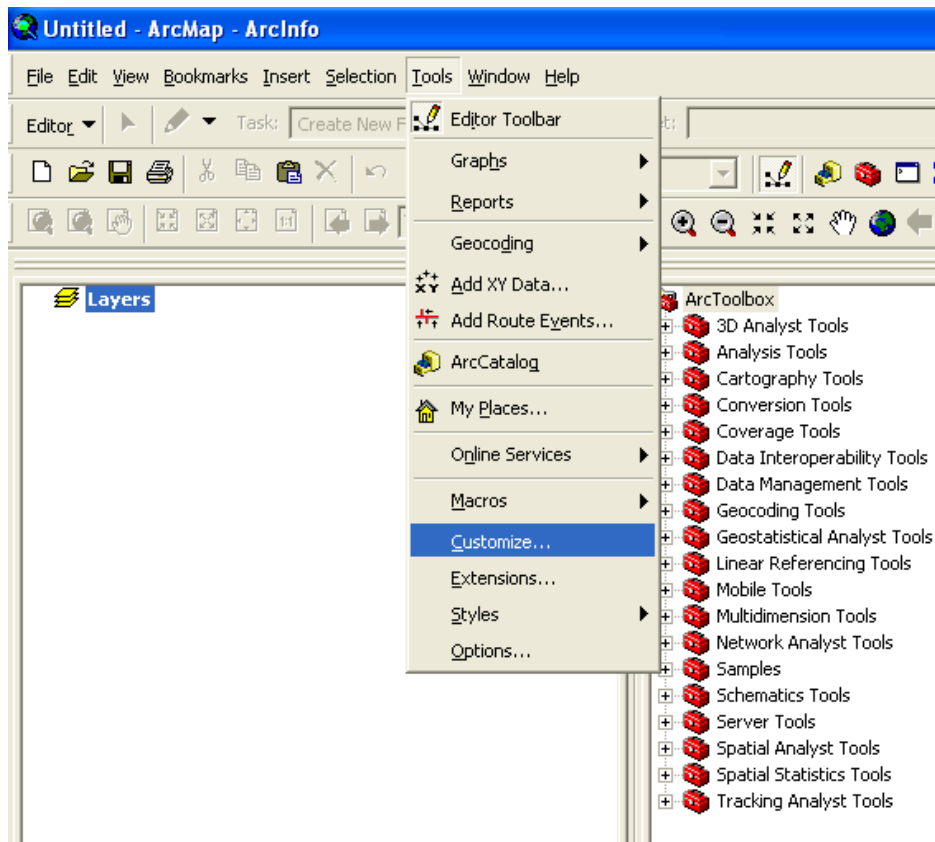 Untitled - ArcMap - ArcInfo
File Edit View Bookmarks Insert Selection Tools Window Help
Editor Task: Create New F
Editor Toolbar
Graphs
Reports
Geocoding
Add XY Data...
Add Route Events...
ArcCatalog
My Places...
Online Services
Macros
Customize...
Extensions...
Styles
Options...
1:1
Layers
ArcToolbox
3D Analyst Tools
Analysis Tools
Cartography Tools
Conversion Tools
Coverage Tools
Data Interoperability Tools
Data Management Tools
Geocoding Tools
Geostatistical Analyst Tools
Linear Referencing Tools
Mobile Tools
Multidimension Tools
Network Analyst Tools
Samples
Schematics Tools
Server Tools
Spatial Analyst Tools
Spatial Statistics Tools
Tracking Analyst Tools